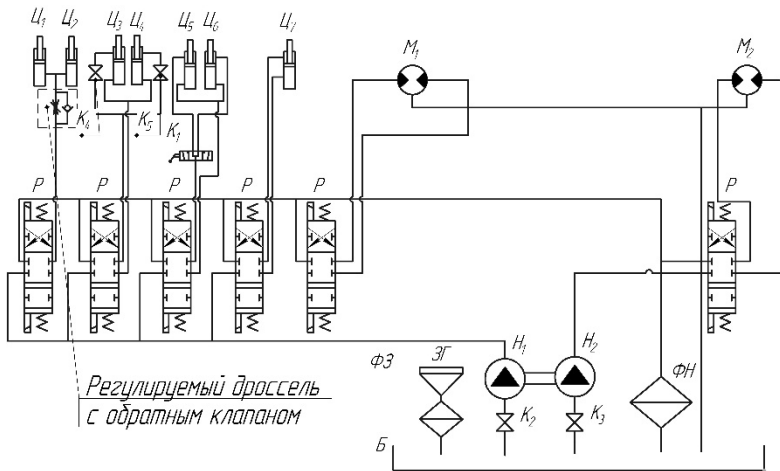 Ц₁ Ц₂ Ц₃ Ц₄ Ц₅ Ц₆ Ц₇
М₁ М₂
К₄ К₅ К₁
Р Р Р Р Р Р
Н₁ Н₂
ФЗ ЗГ ФН
Регулируемый дроссель
с обратным клапаном
К₂ К₃
Б